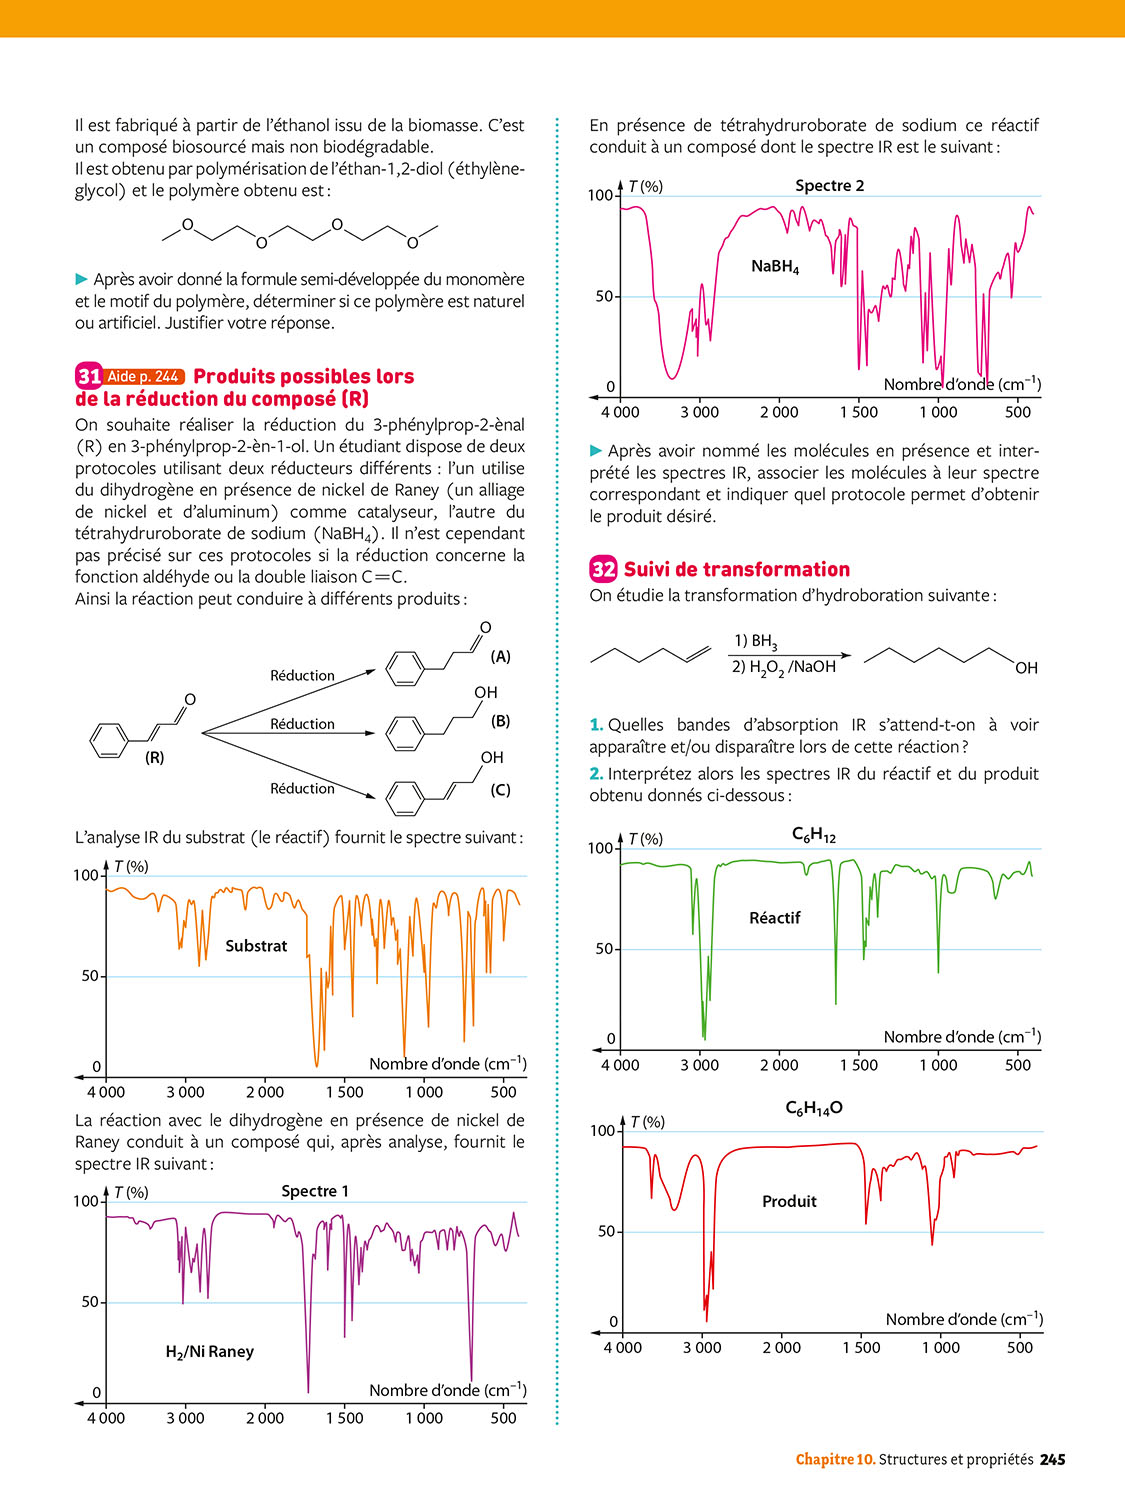 Il est fabriqué à partir de l'éthanol issu de la biomasse. C'est
un composé biosourcé mais non biodégradable.
Il est obtenu par polymérisation de l'éthan-1,2-diol (éthylène-
glycol) et le polymère obtenu est :
O
O
O
O
► Après avoir donné la formule semi-développée du monomère
et le motif du polymère, déterminer si ce polymère est naturel
ou artificiel. Justifier votre réponse.
31 Aide p. 244 Produits possibles lors
de la réduction du composé (R)
On souhaite réaliser la réduction du 3-phénylprop-2-ènal
(R) en 3-phénylprop-2-èn-1-ol. Un étudiant dispose de deux
protocoles utilisant deux réducteurs différents : l'un utilise
du dihydrogène en présence de nickel de Raney (un alliage
de nickel et d'aluminum) comme catalyseur, l'autre du
tétrahydruroborate de sodium (NaBH₄). Il n'est cependant
pas précisé sur ces protocoles si la réduction concerne la
fonction aldéhyde ou la double liaison C=C.
Ainsi la réaction peut conduire à différents produits :
O
(A)
Réduction
OH
O
Réduction
(B)
(R)
OH
Réduction
(C)
L'analyse IR du substrat (le réactif) fournit le spectre suivant :
T (%)
100
Substrat
50
0
Nombre d'onde (cm⁻¹)
4 000 3 000 2 000 1 500 1 000 500
La réaction avec le dihydrogène en présence de nickel de
Raney conduit à un composé qui, après analyse, fournit le
spectre IR suivant :
T (%)
Spectre 1
100
50
H₂/Ni Raney
0
Nombre d'onde (cm⁻¹)
4 000 3 000 2 000 1 500 1 000 500
En présence de tétrahydruroborate de sodium ce réactif
conduit à un composé dont le spectre IR est le suivant :
T (%)
Spectre 2
100
NaBH₄
50
0
Nombre d'onde (cm⁻¹)
4 000 3 000 2 000 1 500 1 000 500
► Après avoir nommé les molécules en présence et inter-
prété les spectres IR, associer les molécules à leur spectre
correspondant et indiquer quel protocole permet d'obtenir
le produit désiré.
32 Suivi de transformation
On étudie la transformation d'hydroboration suivante :
1) BH₃
2) H₂O₂ /NaOH
OH
1. Quelles bandes d'absorption IR s'attend-t-on à voir
apparaître et/ou disparaître lors de cette réaction ?
2. Interprétez alors les spectres IR du réactif et du produit
obtenu donnés ci-dessous :
T (%)
C₆H₁₂
100
Réactif
50
0
Nombre d'onde (cm⁻¹)
4 000 3 000 2 000 1 500 1 000 500
C₆H₁₄O
T (%)
100
Produit
50
0
Nombre d'onde (cm⁻¹)
4 000 3 000 2 000 1 500 1 000 500
Chapitre 10. Structures et propriétés 245